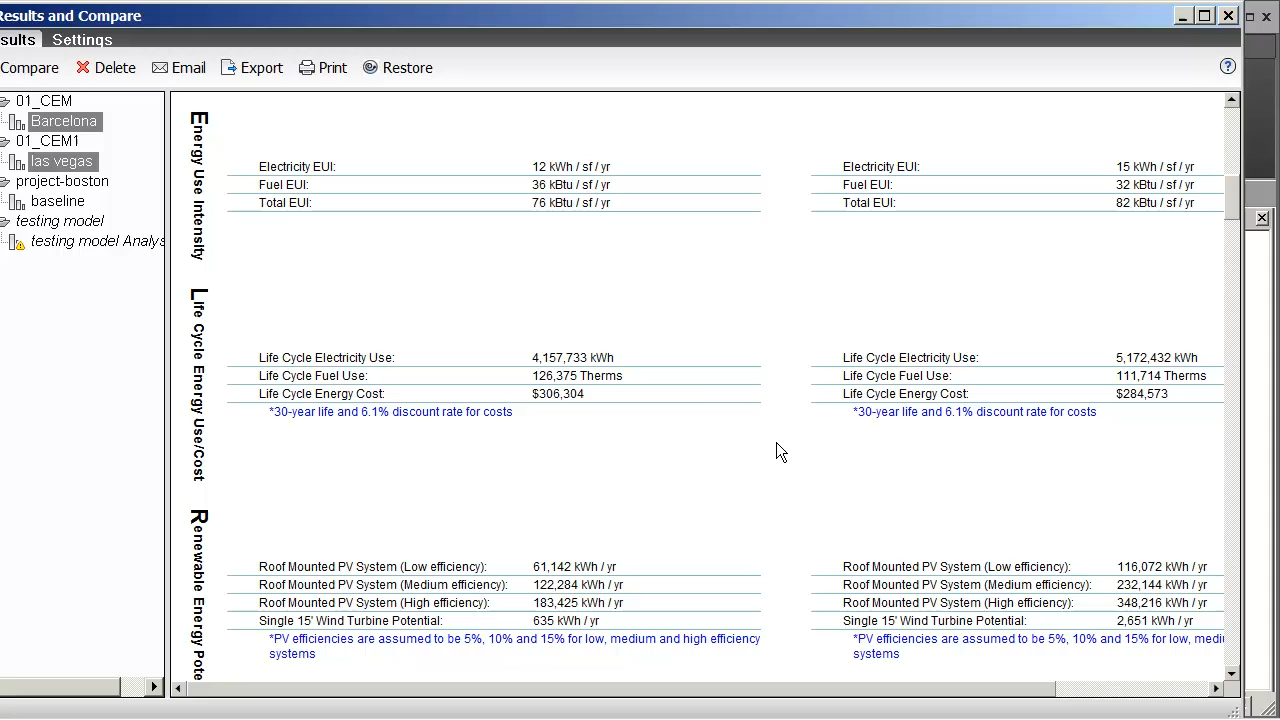 Results and Compare
sults Settings
Compare Delete Email Export Print Restore
01_CEM
Barcelona
01_CEM1
las vegas
project-boston
baseline
testing model
testing model Analys
Energy Use Intensity
Electricity EUI: 12 kWh / sf / yr Electricity EUI: 15 kWh / sf / yr
Fuel EUI: 36 kBtu / sf / yr Fuel EUI: 32 kBtu / sf / yr
Total EUI: 76 kBtu / sf / yr Total EUI: 82 kBtu / sf / yr
Life Cycle Energy Use/Cost
Life Cycle Electricity Use: 4,157,733 kWh Life Cycle Electricity Use: 5,172,432 kWh
Life Cycle Fuel Use: 126,375 Therms Life Cycle Fuel Use: 111,714 Therms
Life Cycle Energy Cost: $306,304 Life Cycle Energy Cost: $284,573
*30-year life and 6.1% discount rate for costs *30-year life and 6.1% discount rate for costs
Renewable Energy Pote
Roof Mounted PV System (Low efficiency): 61,142 kWh / yr Roof Mounted PV System (Low efficiency): 116,072 kWh / yr
Roof Mounted PV System (Medium efficiency): 122,284 kWh / yr Roof Mounted PV System (Medium efficiency): 232,144 kWh / yr
Roof Mounted PV System (High efficiency): 183,425 kWh / yr Roof Mounted PV System (High efficiency): 348,216 kWh / yr
Single 15' Wind Turbine Potential: 635 kWh / yr Single 15' Wind Turbine Potential: 2,651 kWh / yr
*PV efficiencies are assumed to be 5%, 10% and 15% for low, medium and high efficiency *PV efficiencies are assumed to be 5%, 10% and 15% for low, medi
systems systems